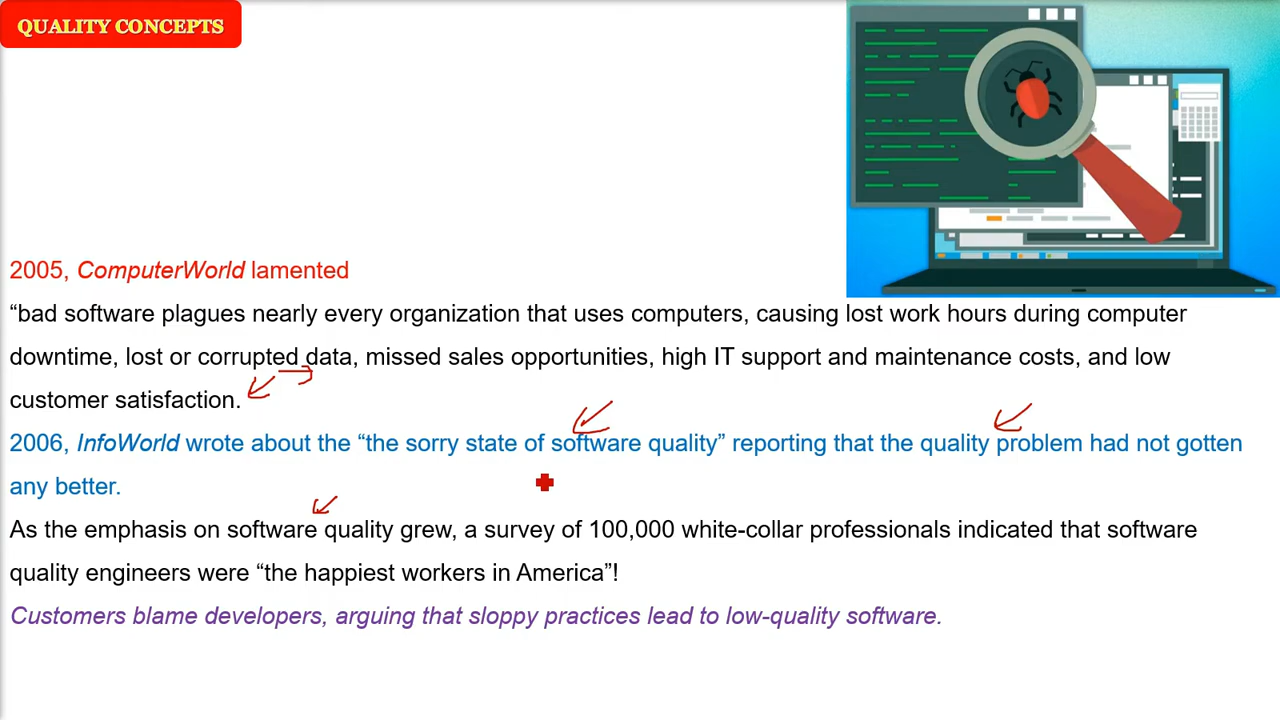 QUALITY CONCEPTS
2005, ComputerWorld lamented
“bad software plagues nearly every organization that uses computers, causing lost work hours during computer
downtime, lost or corrupted data, missed sales opportunities, high IT support and maintenance costs, and low
customer satisfaction.
2006, InfoWorld wrote about the “the sorry state of software quality” reporting that the quality problem had not gotten
any better.
As the emphasis on software quality grew, a survey of 100,000 white-collar professionals indicated that software
quality engineers were “the happiest workers in America”!
Customers blame developers, arguing that sloppy practices lead to low-quality software.